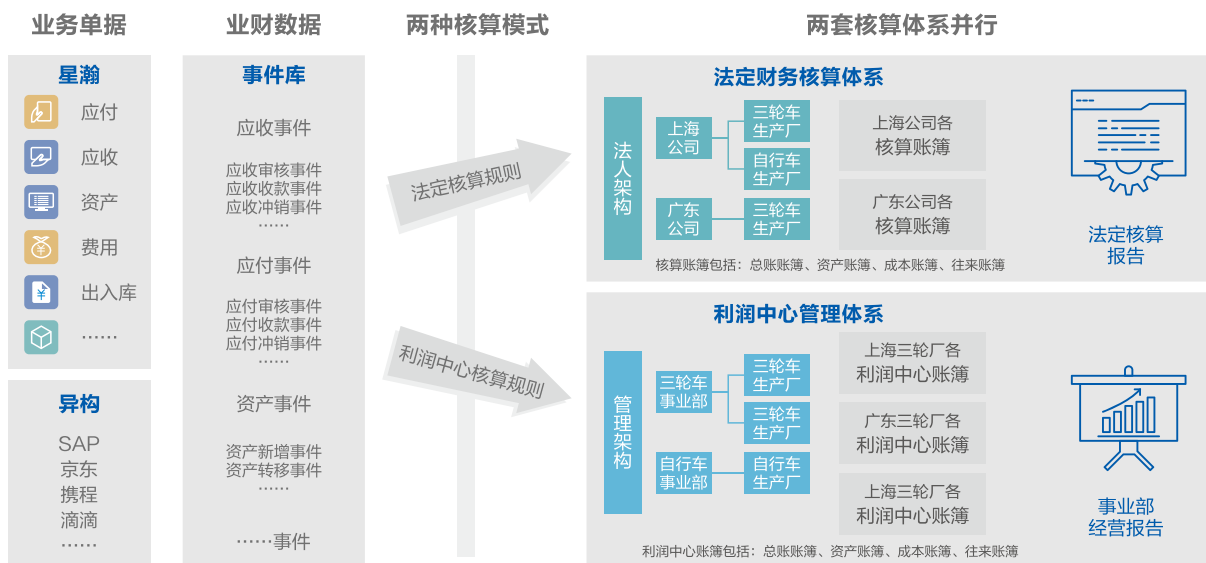 业务单据
业财数据
两种核算模式
两套核算体系并行
星瀚
应付
应收
资产
费用
出入库
……
异构
SAP
京东
携程
滴滴
……
事件库
应收事件
应收审核事件
应收收款事件
应收冲销事件
……
应付事件
应付审核事件
应付收款事件
应付冲销事件
……
资产事件
资产新增事件
资产转移事件
……
……事件
法定核算规则
利润中心核算规则
法定财务核算体系
法人架构
上海
公司
三轮车
生产厂
自行车
生产厂
广东
公司
三轮车
生产厂
上海公司各
核算账簿
广东公司各
核算账簿
核算账簿包括：总账账簿、资产账簿、成本账簿、往来账簿
法定核算
报告
利润中心管理体系
管理架构
三轮车
事业部
三轮车
生产厂
三轮车
生产厂
自行车
事业部
自行车
生产厂
上海三轮厂各
利润中心账簿
广东三轮厂各
利润中心账簿
上海三轮厂各
利润中心账簿
利润中心账簿包括：总账账簿、资产账簿、成本账簿、往来账簿
事业部
经营报告